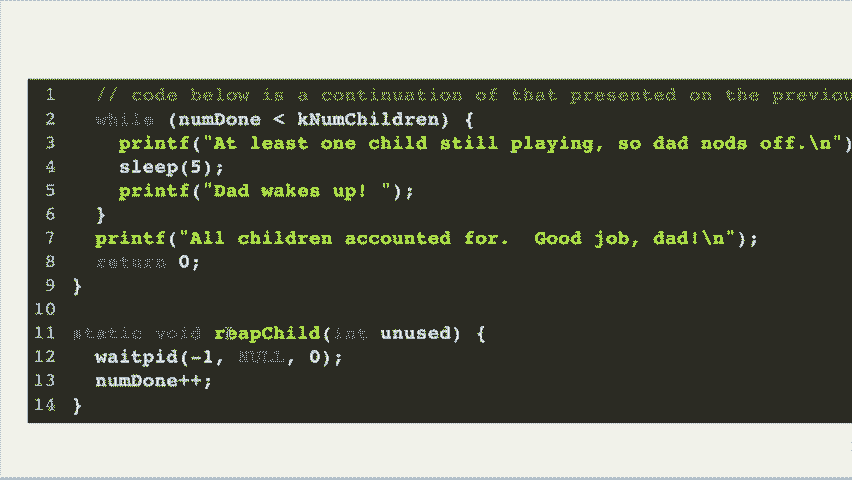 1 // code below is a continuation of that presented on the previou
2 while (numDone < kNumChildren) {
3 printf("At least one child still playing, so dad nods off.\n")
4 sleep(5);
5 printf("Dad wakes up! ");
6 }
7 printf("All children accounted for.  Good job, dad!\n");
8 return 0;
9 }
10
11 static void reapChild(int unused) {
12 waitpid(-1, NULL, 0);
13 numDone++;
14 }